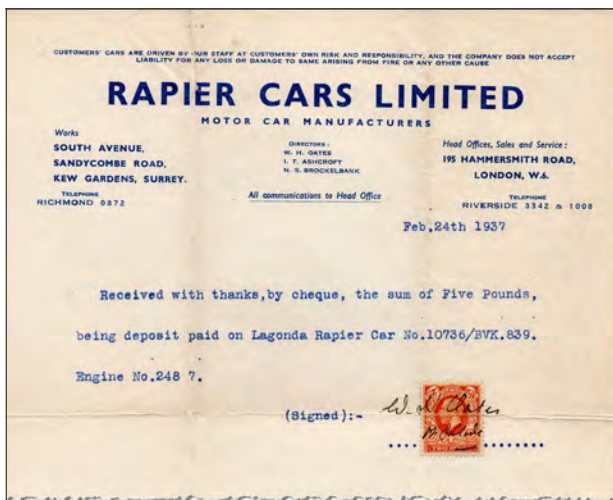 CUSTOMERS' CARS ARE DRIVEN BY OUR STAFF AT CUSTOMERS' OWN RISK AND RESPONSIBILITY, AND THE COMPANY DOES NOT ACCEPT
LIABILITY FOR ANY LOSS OR DAMAGE TO SAME ARISING FROM FIRE OR ANY OTHER CAUSE
RAPIER CARS LIMITED
MOTOR CAR MANUFACTURERS
Works
SOUTH AVENUE,
SANDYCOMBE ROAD,
KEW GARDENS, SURREY.
TELEPHONE
RICHMOND 0872
DIRECTORS:
W. H. OATES
I. T. ASHCROFT
N. S. BROCKELBANK
All communications to Head Office
Head Offices, Sales and Service:
195 HAMMERSMITH ROAD,
LONDON, W.6.
TELEPHONE
RIVERSIDE 3342 & 1008
Feb.24th 1937
Received with thanks,by cheque, the sum of Five Pounds,
being deposit paid on Lagonda Rapier Car No.10736/BVK.839.
Engine No.248 7.
(Signed):- W. H. Oates